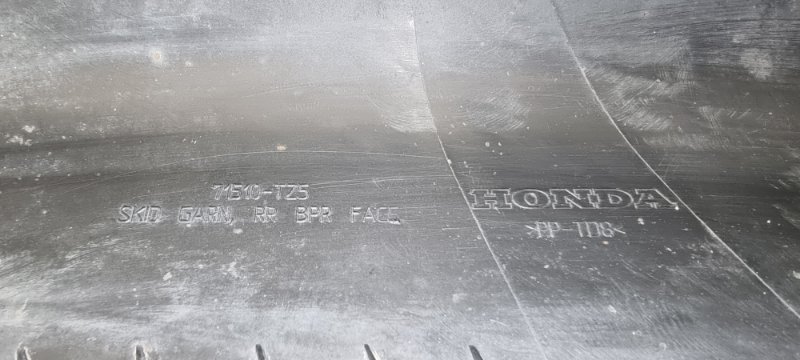 71510-TZ5
SKID GARN, RR BPR FACE
HONDA
>PP-TD8<